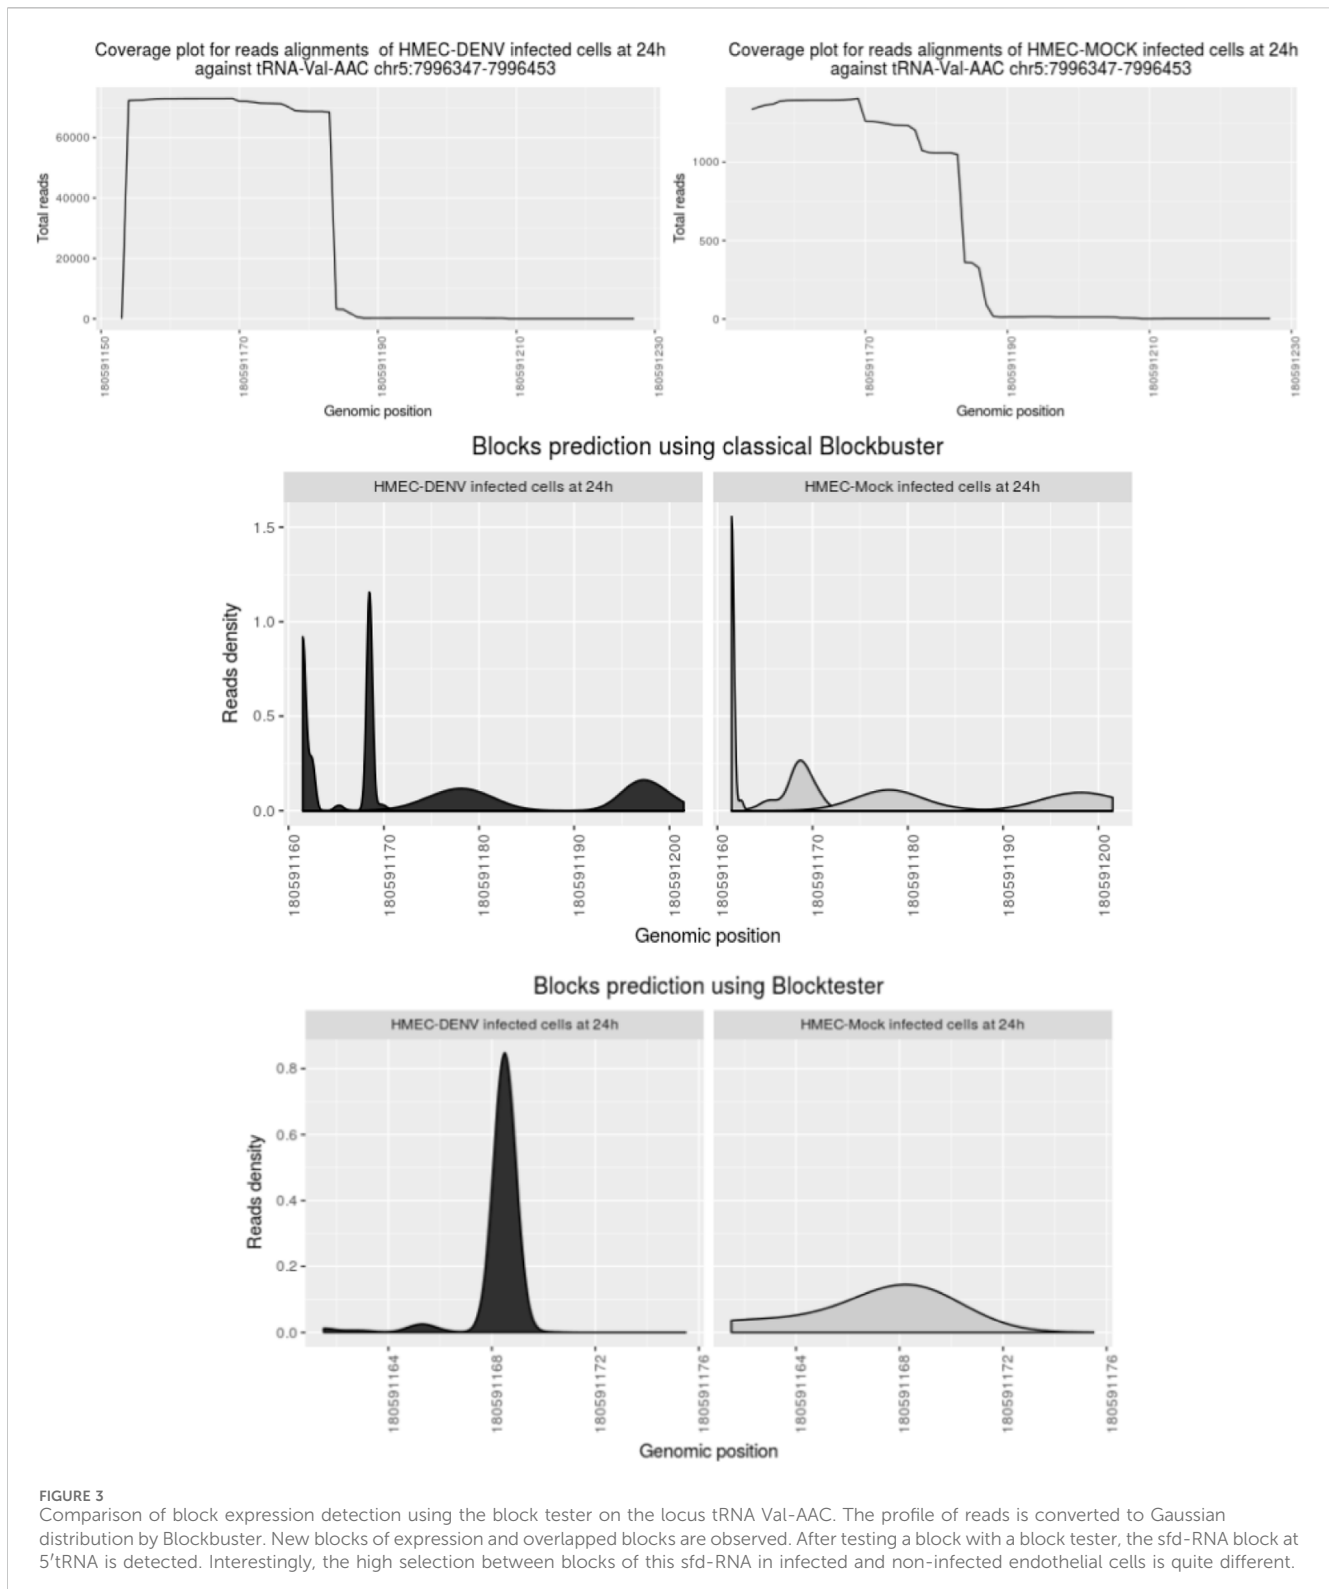 Coverage plot for reads alignments of HMEC-DENV infected cells at 24h
against tRNA-Val-AAC chr5:7996347-7996453
Total reads
60000
40000
20000
0
180591150
180591170
180591190
180591210
180591230
Genomic position
Coverage plot for reads alignments of HMEC-MOCK infected cells at 24h
against tRNA-Val-AAC chr5:7996347-7996453
Total reads
1000
500
0
180591170
180591190
180591210
180591230
Genomic position
Blocks prediction using classical Blockbuster
HMEC-DENV infected cells at 24h
HMEC-Mock infected cells at 24h
Reads density
1.5
1.0
0.5
0.0
180591160
180591170
180591180
180591190
180591200
180591160
180591170
180591180
180591190
180591200
Genomic position
Blocks prediction using Blocktester
HMEC-DENV infected cells at 24h
HMEC-Mock infected cells at 24h
Reads density
0.8
0.6
0.4
0.2
0.0
180591164
180591168
180591172
180591176
180591164
180591168
180591172
180591176
Genomic position
FIGURE 3
Comparison of block expression detection using the block tester on the locus tRNA Val-AAC. The profile of reads is converted to Gaussian
distribution by Blockbuster. New blocks of expression and overlapped blocks are observed. After testing a block with a block tester, the sfd-RNA block at
5′tRNA is detected. Interestingly, the high selection between blocks of this sfd-RNA in infected and non-infected endothelial cells is quite different.